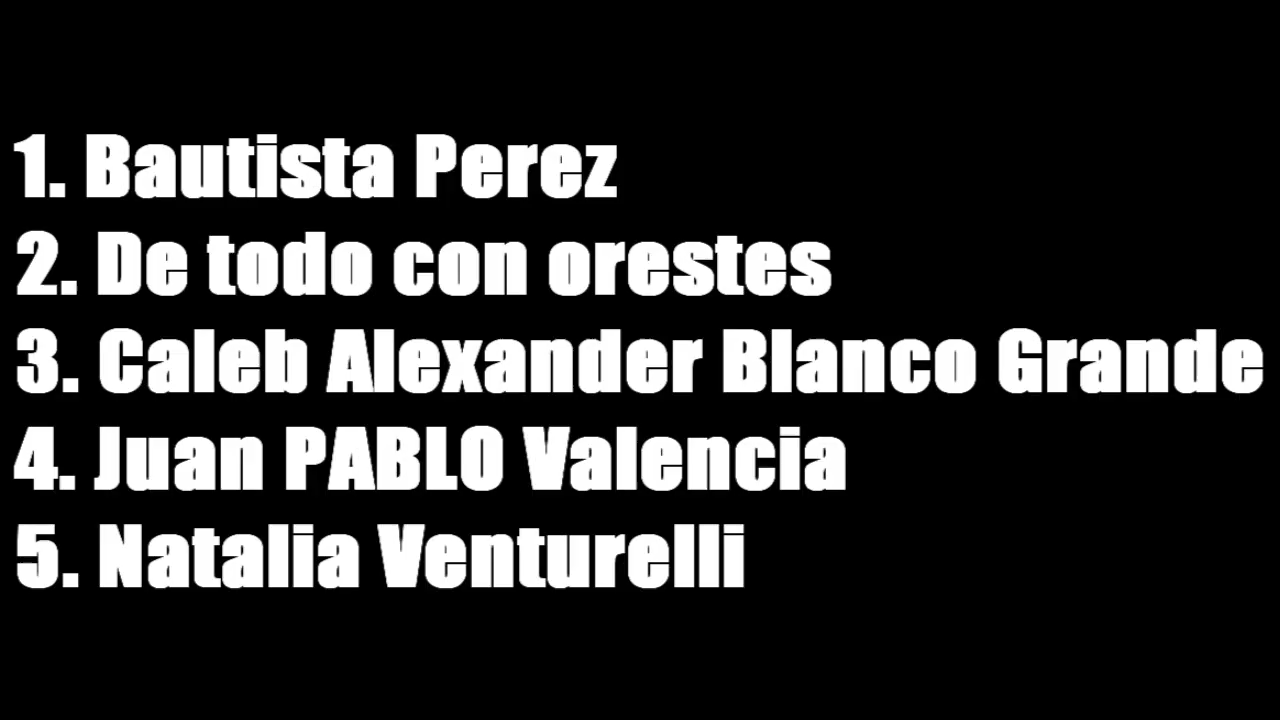 1. Bautista Perez
2. De todo con orestes
3. Caleb Alexander Blanco Grande
4. Juan PABLO Valencia
5. Natalia Venturelli